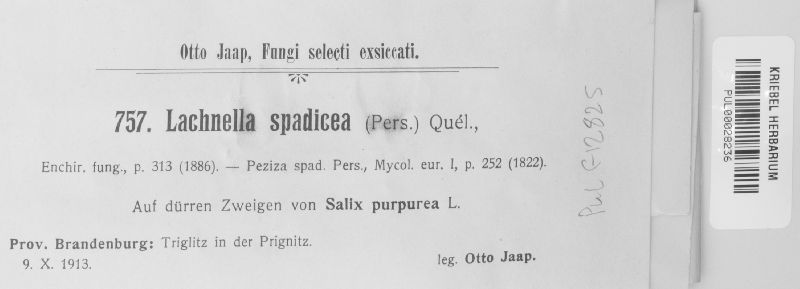 Otto Jaap, Fungi selecti exsiccati.
757. Lachnella spadicea (Pers.) Quél.,
Enchir. fung., p. 313 (1886). — Peziza spad. Pers., Mycol. eur. I, p. 252 (1822).
Auf dürren Zweigen von Salix purpurea L.
Prov. Brandenburg: Triglitz in der Prignitz.
9. X. 1913.
leg. Otto Jaap.
Pul F12825
PUL00028236
KRIEBEL HERBARIUM